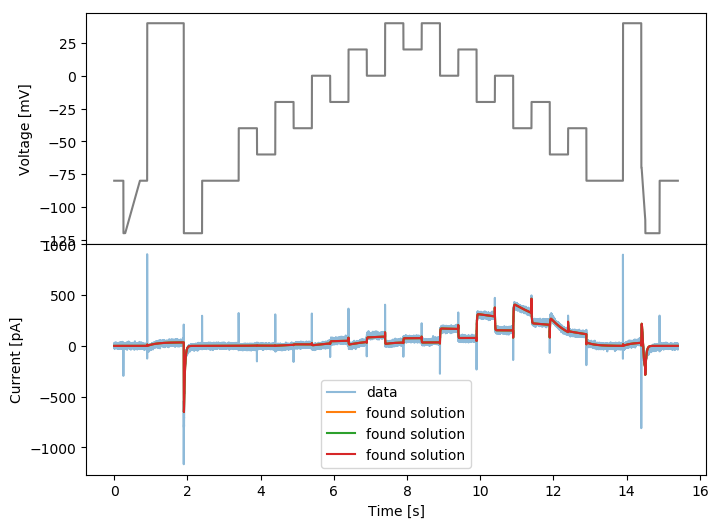 25
0
−25
−50
−75
−100
−125
Voltage [mV]
1000
500
0
−500
−1000
Current [pA]
data
found solution
found solution
found solution
0 2 4 6 8 10 12 14 16
Time [s]